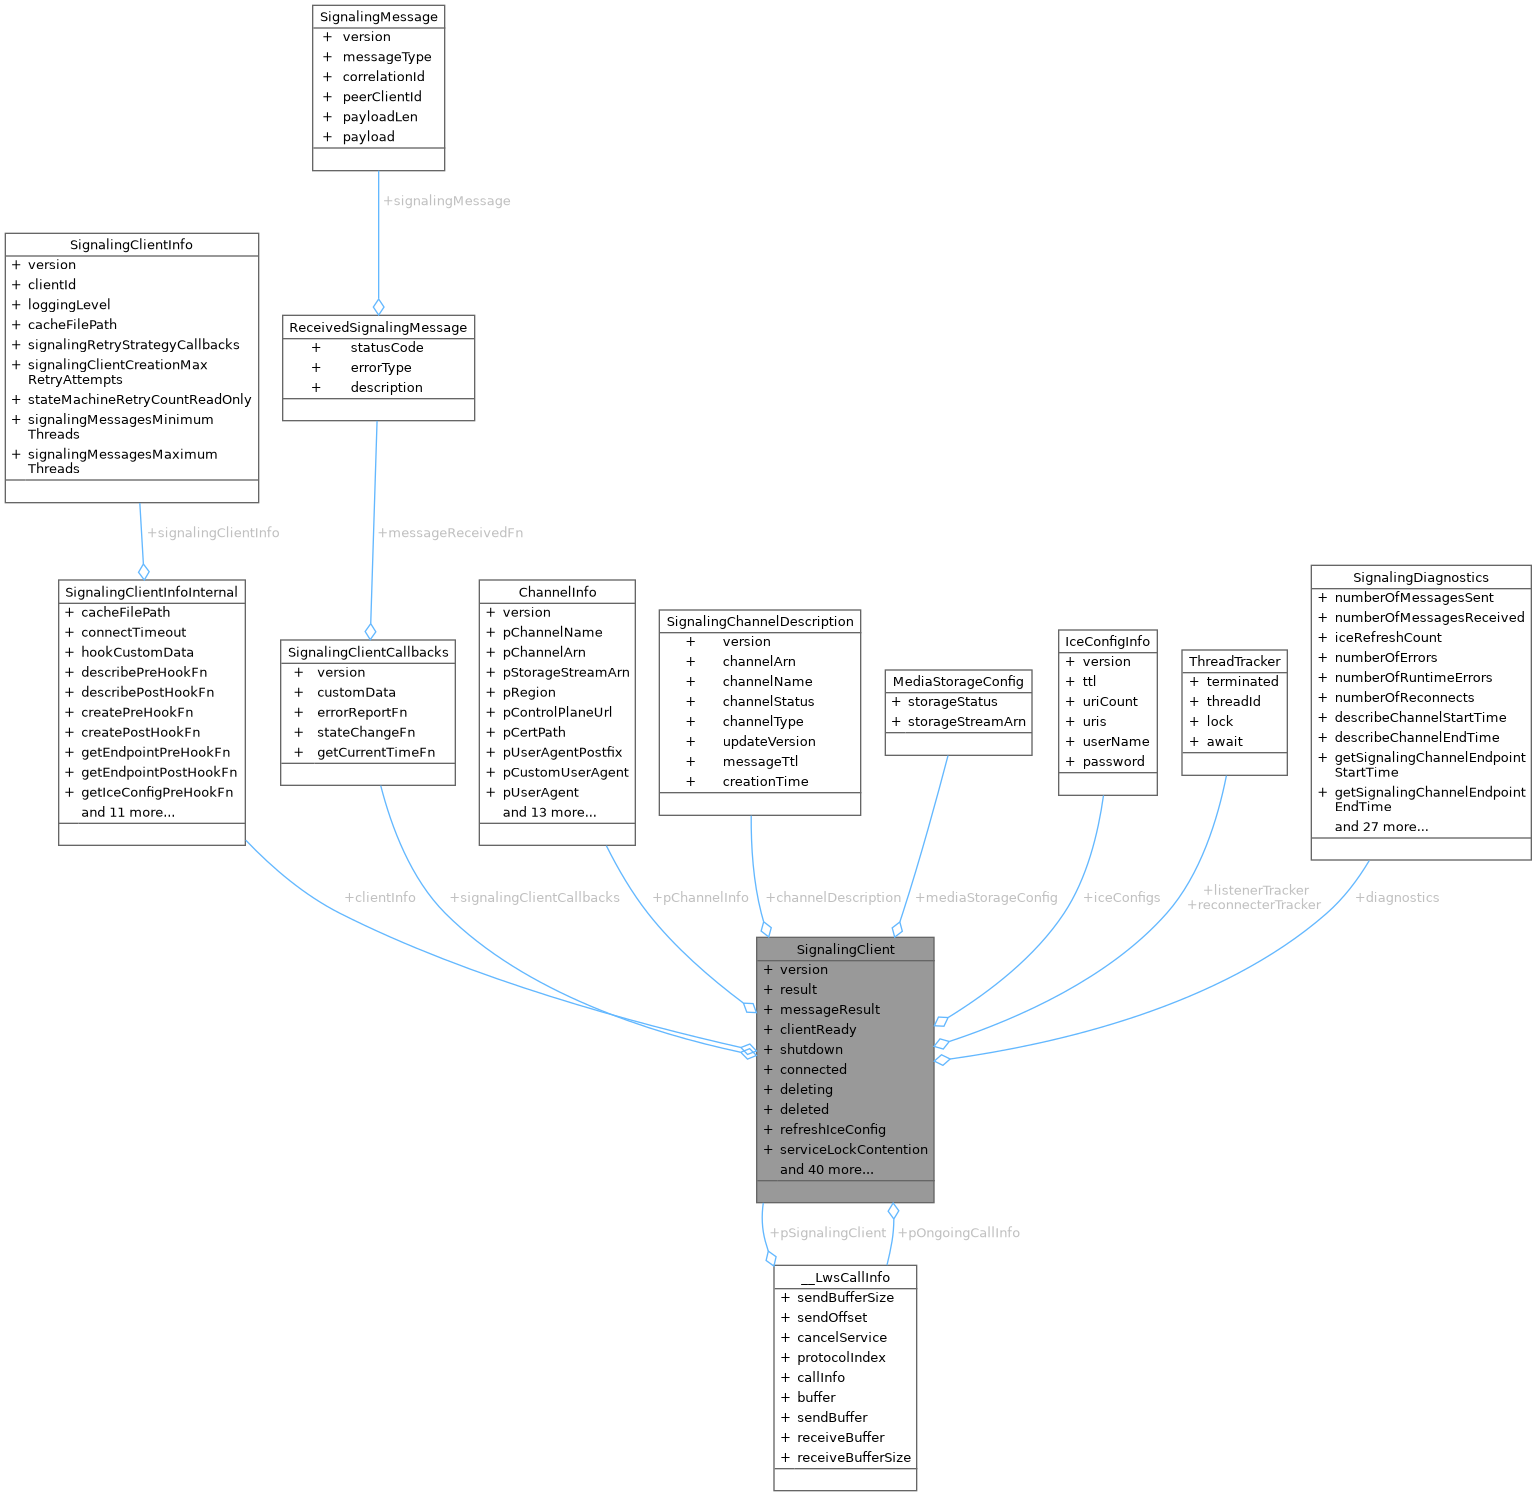 SignalingMessage
+ version
+ messageType
+ correlationId
+ peerClientId
+ payloadLen
+ payload
+signalingMessage
SignalingClientInfo
+ version
+ clientId
+ loggingLevel
+ cacheFilePath
+ signalingRetryStrategyCallbacks
+ signalingClientCreationMax
RetryAttempts
+ stateMachineRetryCountReadOnly
+ signalingMessagesMinimum
Threads
+ signalingMessagesMaximum
Threads
ReceivedSignalingMessage
+ statusCode
+ errorType
+ description
+signalingClientInfo
+messageReceivedFn
SignalingClientInfoInternal
+ cacheFilePath
+ connectTimeout
+ hookCustomData
+ describePreHookFn
+ describePostHookFn
+ createPreHookFn
+ createPostHookFn
+ getEndpointPreHookFn
+ getEndpointPostHookFn
+ getIceConfigPreHookFn
and 11 more...
SignalingClientCallbacks
+ version
+ customData
+ errorReportFn
+ stateChangeFn
+ getCurrentTimeFn
ChannelInfo
+ version
+ pChannelName
+ pChannelArn
+ pStorageStreamArn
+ pRegion
+ pControlPlaneUrl
+ pCertPath
+ pUserAgentPostfix
+ pCustomUserAgent
+ pUserAgent
and 13 more...
SignalingChannelDescription
+ version
+ channelArn
+ channelName
+ channelStatus
+ channelType
+ updateVersion
+ messageTtl
+ creationTime
MediaStorageConfig
+ storageStatus
+ storageStreamArn
IceConfigInfo
+ version
+ ttl
+ uriCount
+ uris
+ userName
+ password
ThreadTracker
+ terminated
+ threadId
+ lock
+ await
SignalingDiagnostics
+ numberOfMessagesSent
+ numberOfMessagesReceived
+ iceRefreshCount
+ numberOfErrors
+ numberOfRuntimeErrors
+ numberOfReconnects
+ describeChannelStartTime
+ describeChannelEndTime
+ getSignalingChannelEndpoint
StartTime
+ getSignalingChannelEndpoint
EndTime
and 27 more...
+clientInfo
+signalingClientCallbacks
+pChannelInfo
+channelDescription
+mediaStorageConfig
+iceConfigs
+listenerTracker
+reconnecterTracker
+diagnostics
SignalingClient
+ version
+ result
+ messageResult
+ clientReady
+ shutdown
+ connected
+ deleting
+ deleted
+ refreshIceConfig
+ serviceLockContention
and 40 more...
+pSignalingClient
+pOngoingCallInfo
__LwsCallInfo
+ sendBufferSize
+ sendOffset
+ cancelService
+ protocolIndex
+ callInfo
+ buffer
+ sendBuffer
+ receiveBuffer
+ receiveBufferSize